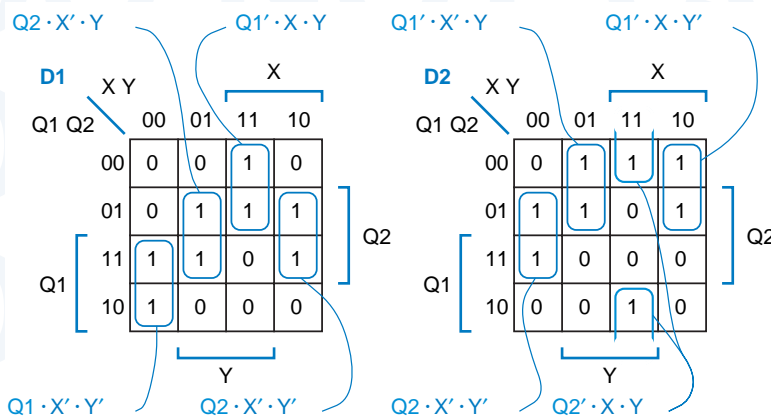 Q2 · X′ · Y Q1′ · X · Y Q1′ · X′ · Y Q1′ · X · Y′
D1 X Y X D2 X Y X
Q1 Q2 00 01 11 10 Q1 Q2 00 01 11 10
00 0 0 1 0 00 0 1 1 1
01 0 1 1 1 01 1 1 0 1
Q2 Q2
11 1 1 0 1 11 1 0 0 0
Q1 Q1
10 1 0 0 0 10 0 0 1 0
Y Y
Q1 · X′ · Y′ Q2 · X′ · Y′ Q2 · X′ · Y′ Q2′ · X · Y